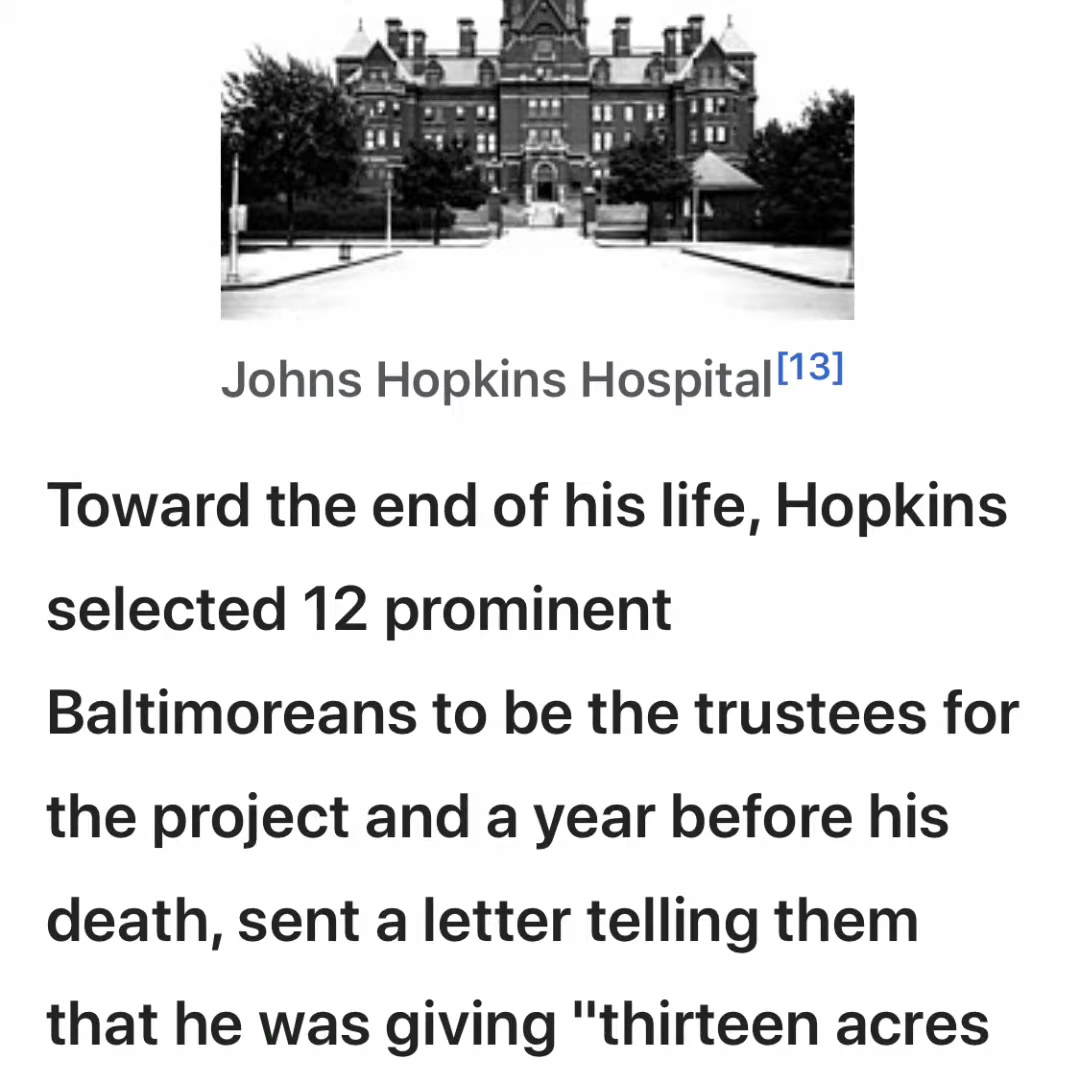 Johns Hopkins Hospital[13]
Toward the end of his life, Hopkins
selected 12 prominent
Baltimoreans to be the trustees for
the project and a year before his
death, sent a letter telling them
that he was giving "thirteen acres